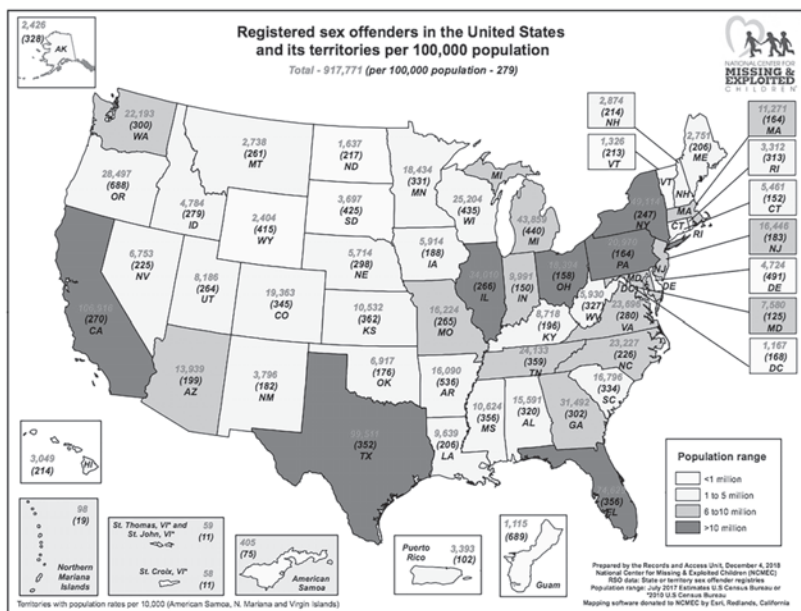 Registered sex offenders in the United States
and its territories per 100,000 population
Total - 917,771 (per 100,000 population - 279)
NATIONAL CENTER FOR
MISSING &
EXPLOITED
CHILDREN
2,426
(328)
AK
22,193
(300)
WA
28,497
(688)
OR
(270)
CA
6,753
(225)
NV
4,784
(279)
ID
2,738
(261)
MT
2,404
(415)
WY
8,186
(264)
UT
13,939
(199)
AZ
19,363
(345)
CO
3,796
(182)
NM
1,637
(217)
ND
3,697
(425)
SD
5,714
(298)
NE
10,532
(362)
KS
6,917
(176)
OK
(352)
TX
18,434
(331)
MN
5,914
(188)
IA
16,224
(265)
MO
16,090
(536)
AR
9,639
(206)
LA
25,204
(435)
WI
(266)
IL
MI
43,859
(440)
MI
9,991
(150)
IN
(158)
OH
8,718
(196)
KY
24,133
(359)
TN
10,624
(356)
MS
15,591
(320)
AL
31,492
(302)
GA
(356)
FL
16,796
(334)
SC
23,227
(226)
NC
23,696
(280)
VA
5,930
(327)
WV
(164)
PA
(247)
NY
VT
NH
MA
CT
RI
NJ
DE
MD
DC
2,751
(206)
ME
2,874
(214)
NH
1,326
(213)
VT
11,271
(164)
MA
3,312
(313)
RI
5,461
(152)
CT
16,446
(183)
NJ
4,724
(491)
DE
7,580
(125)
MD
1,167
(168)
DC
HI
3,049
(214)
98
(19)
Northern
Mariana
Islands
St. Thomas, VI* and
St. John, VI*
59
(11)
St. Croix, VI*
58
(11)
405
(75)
American
Samoa
Puerto
Rico
3,393
(102)
1,115
(689)
Guam
Population range
<1 million
1 to 5 million
6 to10 million
>10 million
Territories with population rates per 10,000 (American Samoa, N. Mariana and Virgin Islands)
Prepared by the Records and Access Unit, December 4, 2018
National Center for Missing & Exploited Children (NCMEC)
RSO data: State or territory sex offender registries
Population range: July 2017 Estimates U.S Census Bureau or
*2010 U.S Census Bureau
Mapping software donated to NCMEC by Esri, Redlands, California